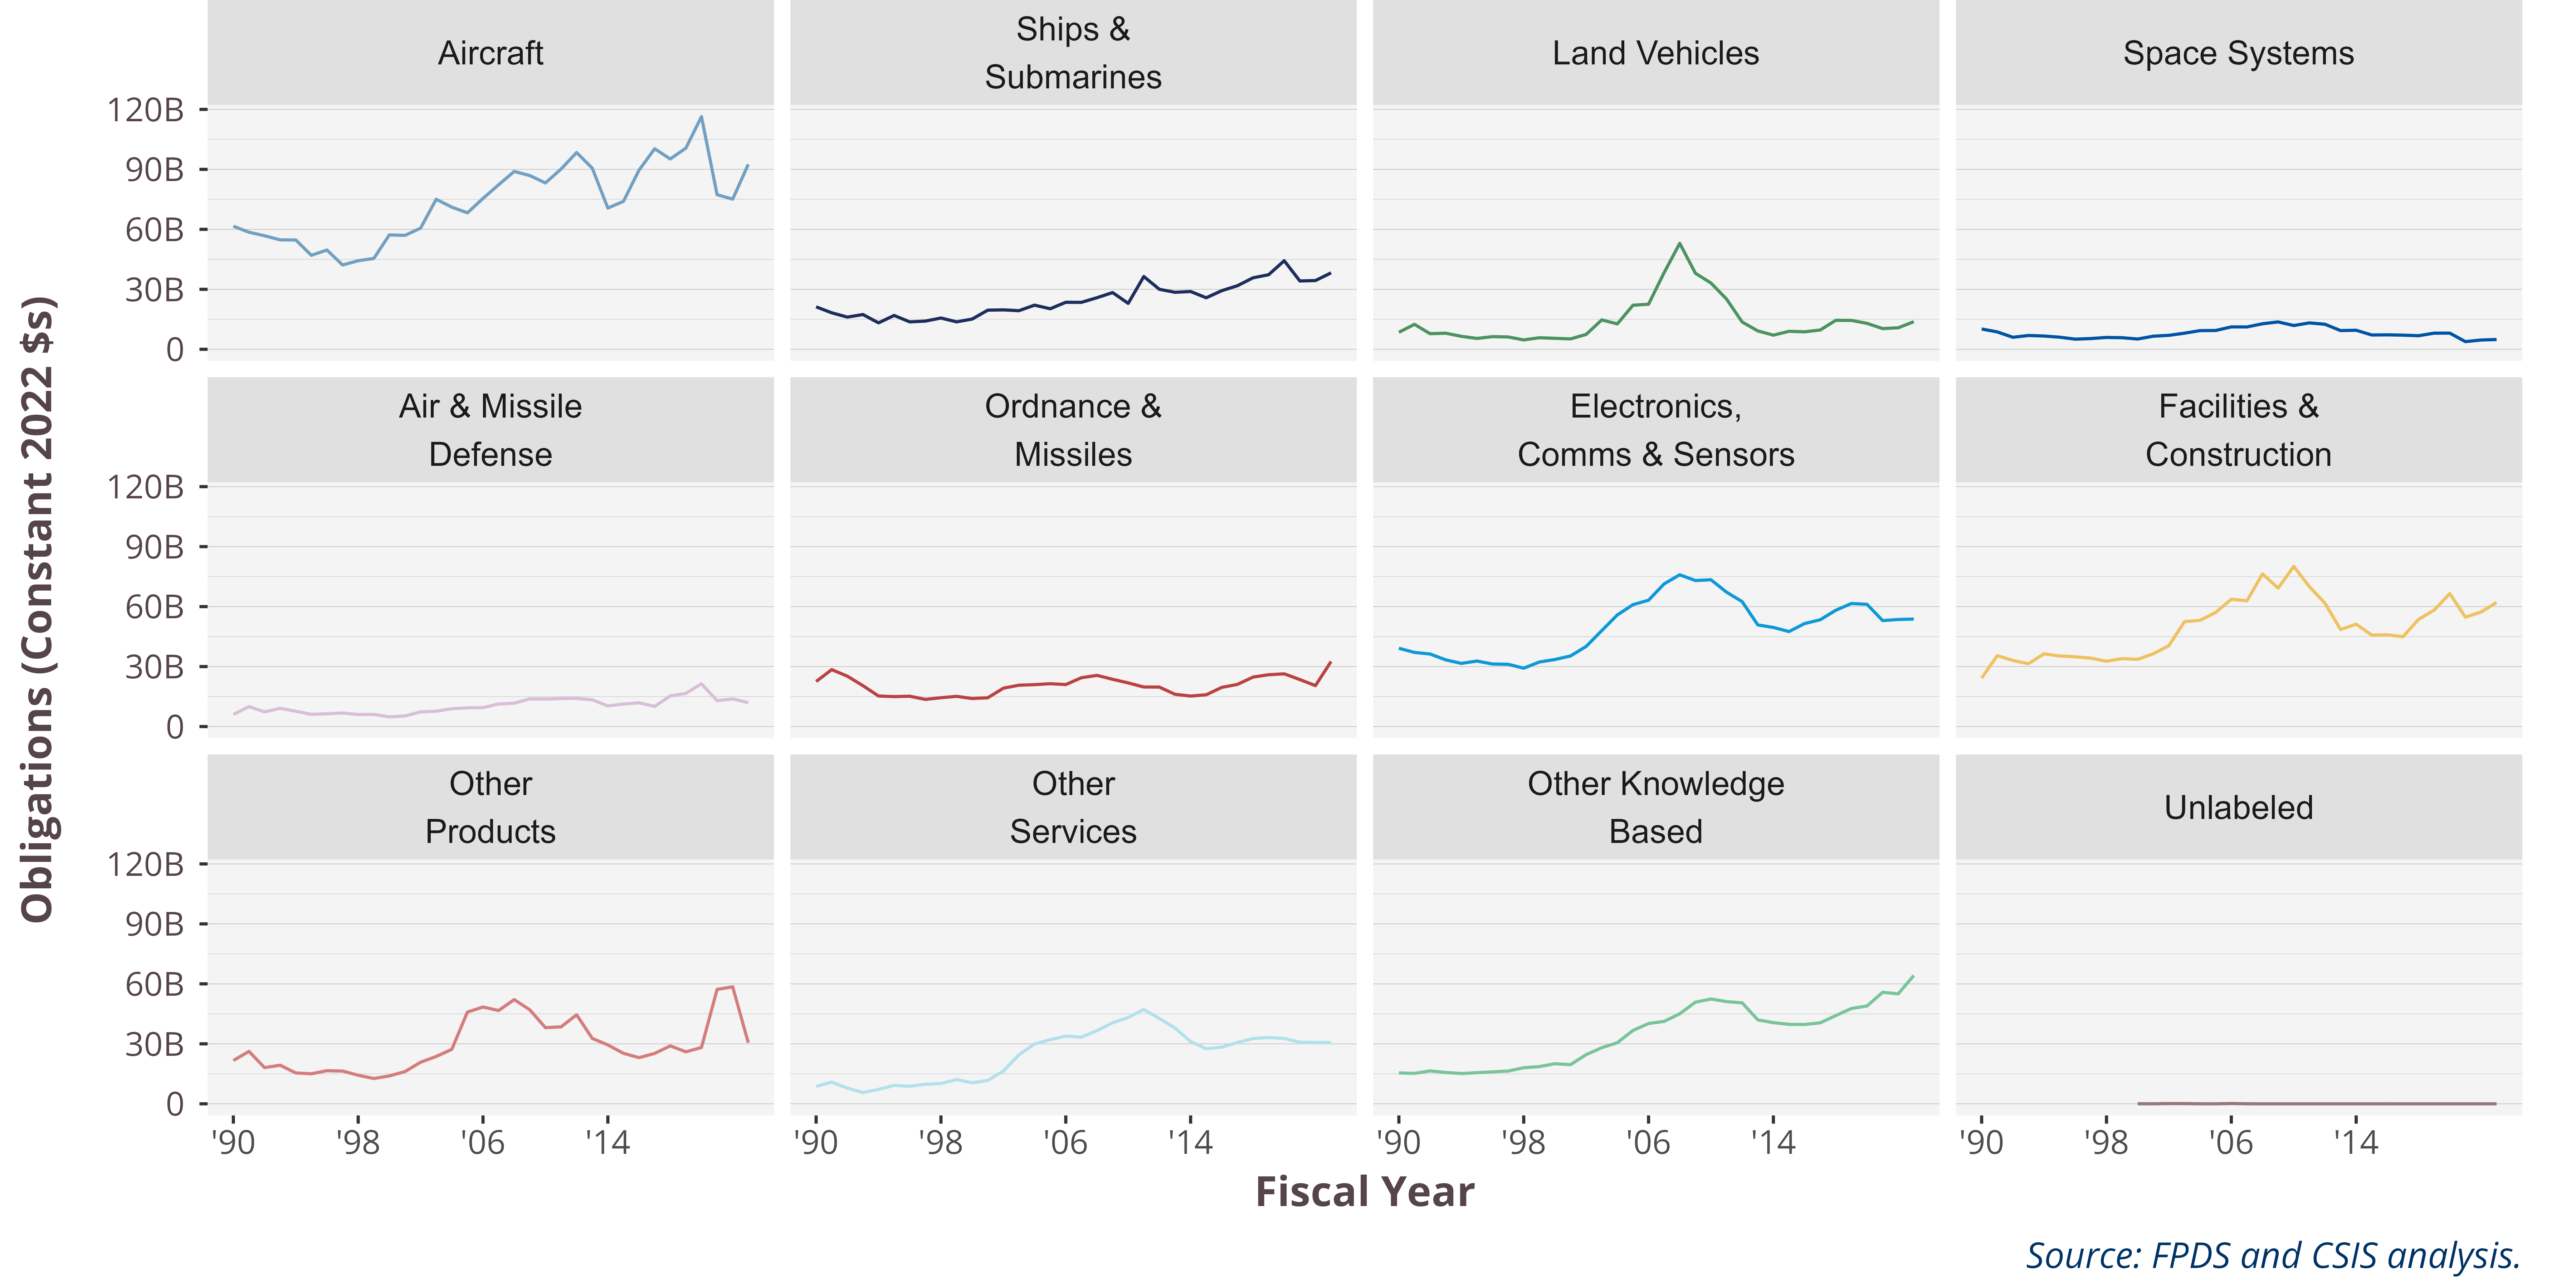 Aircraft
Ships &
Submarines
Land Vehicles
Space Systems
120B
90B
60B
30B
0
Air & Missile
Defense
Ordnance &
Missiles
Electronics,
Comms & Sensors
Facilities &
Construction
120B
90B
60B
30B
0
Other
Products
Other
Services
Other Knowledge
Based
Unlabeled
120B
90B
60B
30B
0
'90 '98 '06 '14
'90 '98 '06 '14
'90 '98 '06 '14
'90 '98 '06 '14
Obligations (Constant 2022 $s)
Fiscal Year
Source: FPDS and CSIS analysis.